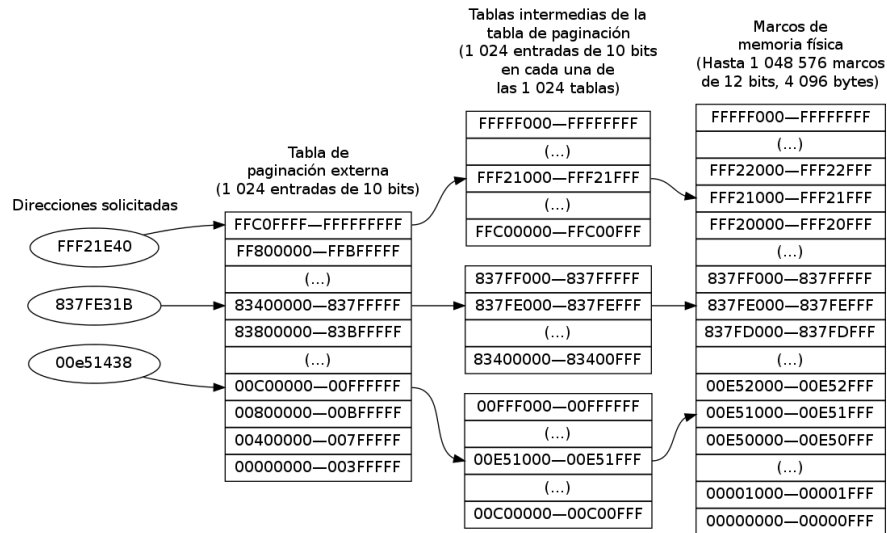 Direcciones solicitadas
FFF21E40
837FE31B
00e51438
Tabla de
paginación externa
(1 024 entradas de 10 bits)
FFC0FFFF—FFFFFFFFF
FF800000—FFBFFFFF
(...)
83400000—837FFFFF
83800000—83BFFFFF
(...)
00C00000—00FFFFFF
00800000—00BFFFFF
00400000—007FFFFF
00000000—003FFFFF
Tablas intermedias de la
tabla de paginación
(1 024 entradas de 10 bits
en cada una de
las 1 024 tablas)
FFFFF000—FFFFFFFF
(...)
FFF21000—FFF21FFF
(...)
FFC00000—FFC00FFF
837FF000—837FFFFF
837FE000—837FEFFF
(...)
83400000—83400FFF
00FFF000—00FFFFFF
(...)
00E51000—00E51FFF
(...)
00C00000—00C00FFF
Marcos de
memoria física
(Hasta 1 048 576 marcos
de 12 bits, 4 096 bytes)
FFFFF000—FFFFFFFF
(...)
FFF22000—FFF22FFF
FFF21000—FFF21FFF
FFF20000—FFF20FFF
(...)
837FF000—837FFFFF
837FE000—837FEFFF
837FD000—837FDFFF
(...)
00E52000—00E52FFF
00E51000—00E51FFF
00E50000—00E50FFF
(...)
00001000—00001FFF
00000000—00000FFF